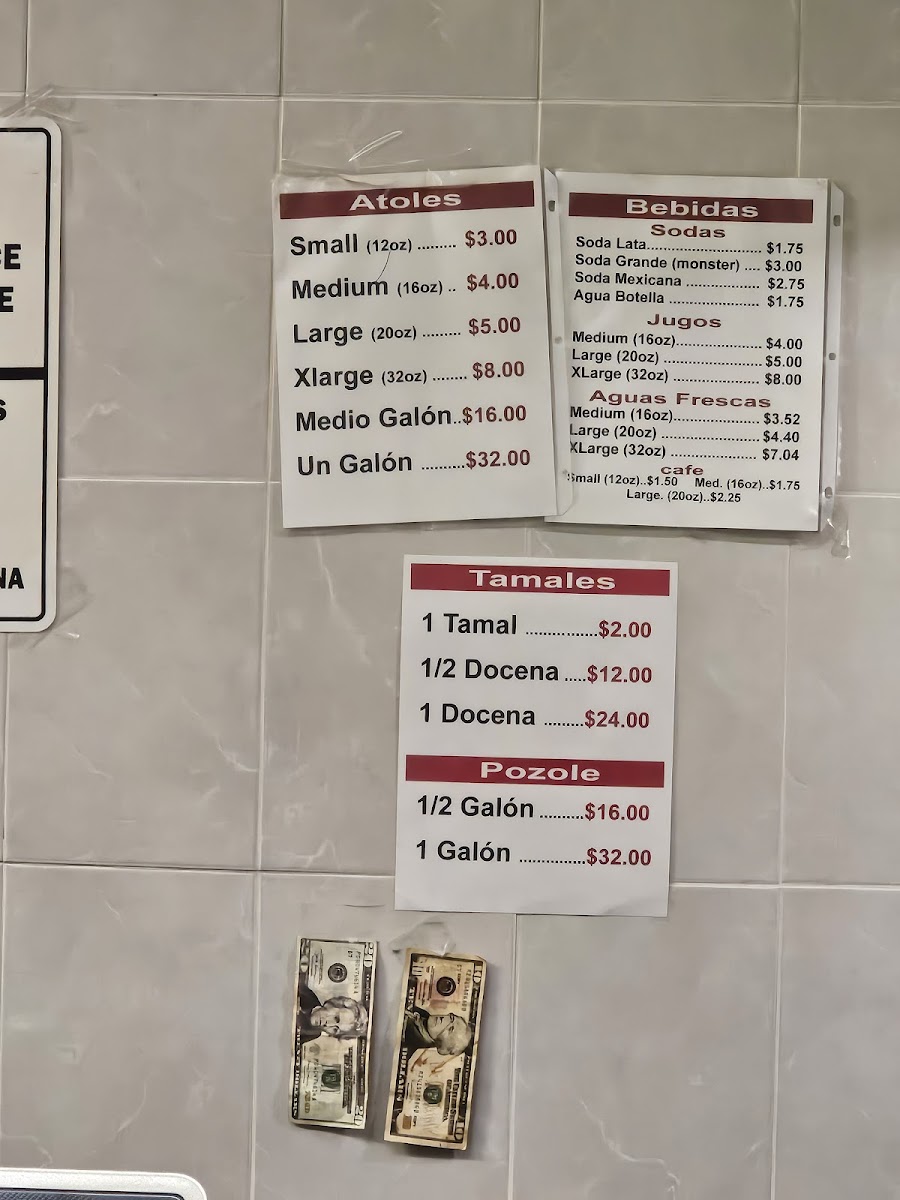 CE
E
S
NA
Atoles
Small (12oz) ......... $3.00
Medium (16oz) .. $4.00
Large (20oz) ......... $5.00
Xlarge (32oz) ........ $8.00
Medio Galón..$16.00
Un Galón ..........$32.00
Bebidas
Sodas
Soda Lata............................ $1.75
Soda Grande (monster) .... $3.00
Soda Mexicana .................. $2.75
Agua Botella ...................... $1.75
Jugos
Medium (16oz)..................... $4.00
Large (20oz) ........................ $5.00
XLarge (32oz) ..................... $8.00
Aguas Frescas
Medium (16oz)..................... $3.52
Large (20oz) ........................ $4.40
XLarge (32oz) ..................... $7.04
cafe
Small (12oz)..$1.50 Med. (16oz)..$1.75
Large. (20oz)..$2.25
Tamales
1 Tamal ................$2.00
1/2 Docena .....$12.00
1 Docena .........$24.00
Pozole
1/2 Galón ..........$16.00
1 Galón ...............$32.00
20
10